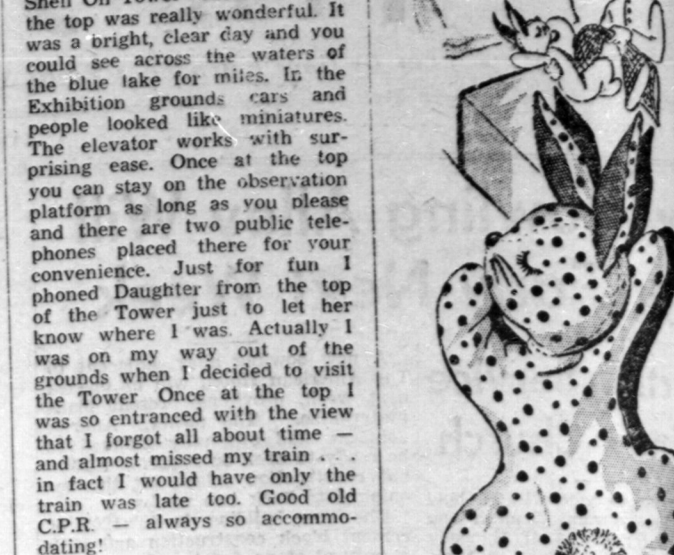 Shell Oil Tower
the top was really wonderful. It
was a bright, clear day and you
could see across the waters of
the blue lake for miles. In the
Exhibition grounds cars and
people looked like miniatures.
The elevator works with sur-
prising ease. Once at the top
you can stay on the observation
platform as long as you please
and there are two public tele-
phones placed there for your
convenience. Just for fun I
phoned Daughter from the top
of the Tower just to let her
know where I was. Actually I
was on my way out of the
grounds when I decided to visit
the Tower Once at the top I
was so entranced with the view
that I forgot all about time —
and almost missed my train . . .
in fact I would have only the
train was late too. Good old
C.P.R. — always so accommo-
dating!